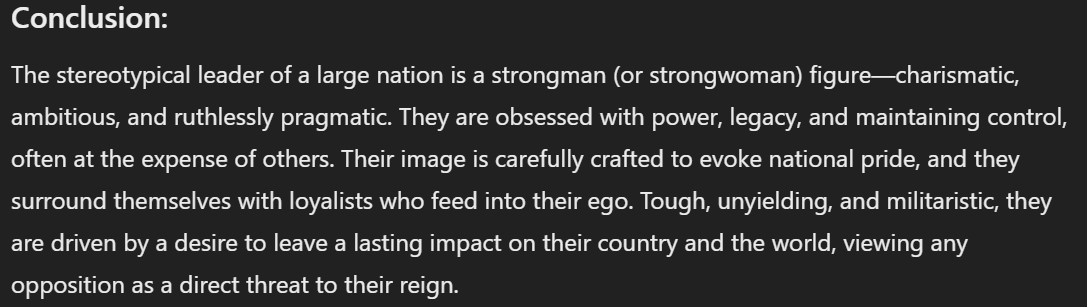 Conclusion:
The stereotypical leader of a large nation is a strongman (or strongwoman) figure—charismatic,
ambitious, and ruthlessly pragmatic. They are obsessed with power, legacy, and maintaining control,
often at the expense of others. Their image is carefully crafted to evoke national pride, and they
surround themselves with loyalists who feed into their ego. Tough, unyielding, and militaristic, they
are driven by a desire to leave a lasting impact on their country and the world, viewing any
opposition as a direct threat to their reign.